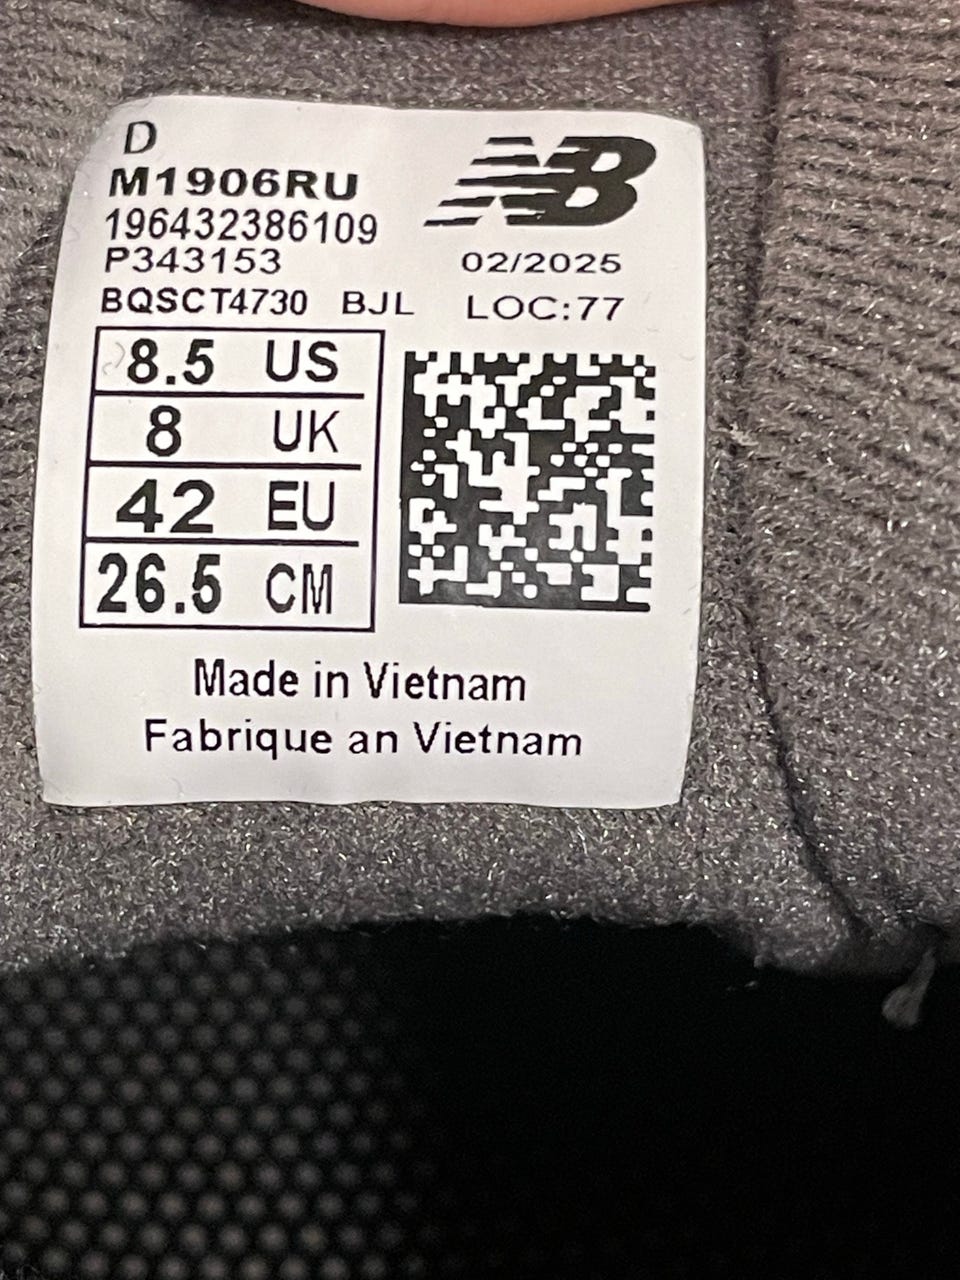 D
M1906RU
196432386109
P343153
BQSCT4730 BJL
NB
02/2025
LOC:77
8.5 US
8 UK
42 EU
26.5 CM
Made in Vietnam
Fabrique an Vietnam